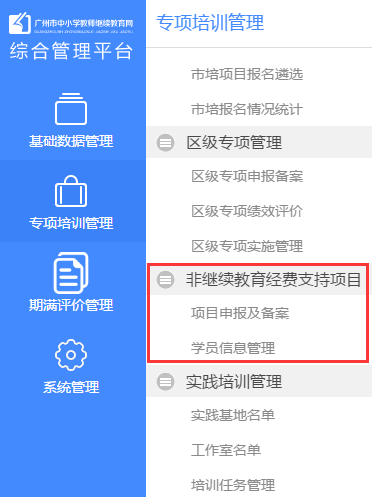 广州市中小学教师继续教育网
综合管理平台
基础数据管理
专项培训管理
期满评价管理
系统管理
专项培训管理
市培项目报名遴选
市培报名情况统计
区级专项管理
区级专项申报备案
区级专项绩效评价
区级专项实施管理
非继续教育经费支持项目
项目申报及备案
学员信息管理
实践培训管理
实践基地名单
工作室名单
培训任务管理